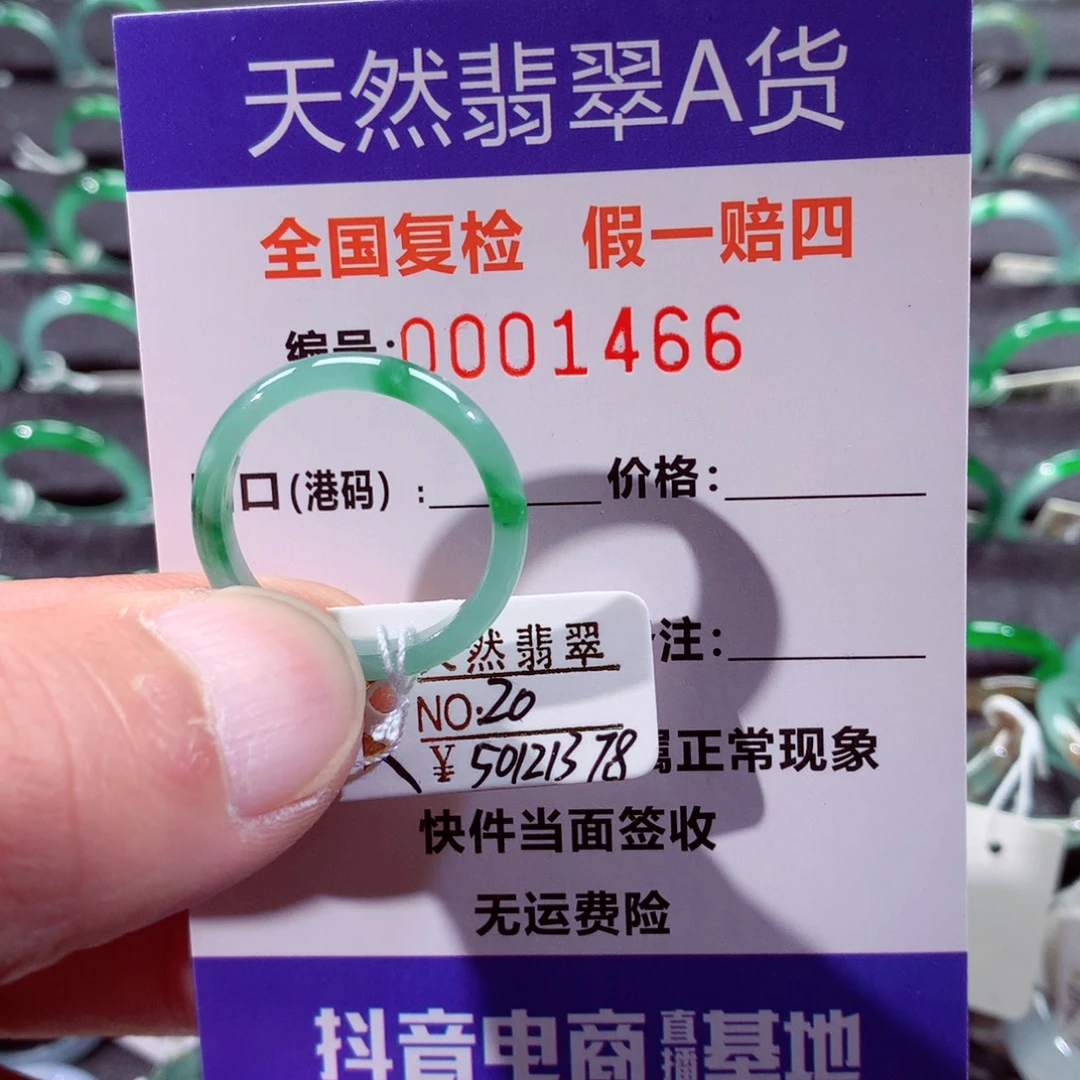 天然翡翠A货
全国复检 假一赔四
编号:0001466
口(港码):
价格:
注:
然翡翠
NO.20
¥ 50121378
属正常现象
快件当面签收
无运费险
抖音电商直播基地